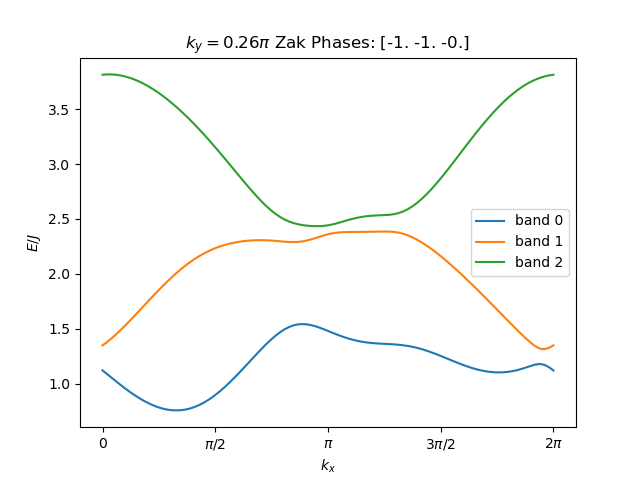 k_y = 0.26π Zak Phases: [-1. -1. -0.]
E/J
3.5
3.0
2.5
2.0
1.5
1.0
band 0
band 1
band 2
0
π/2
π
3π/2
2π
k_x